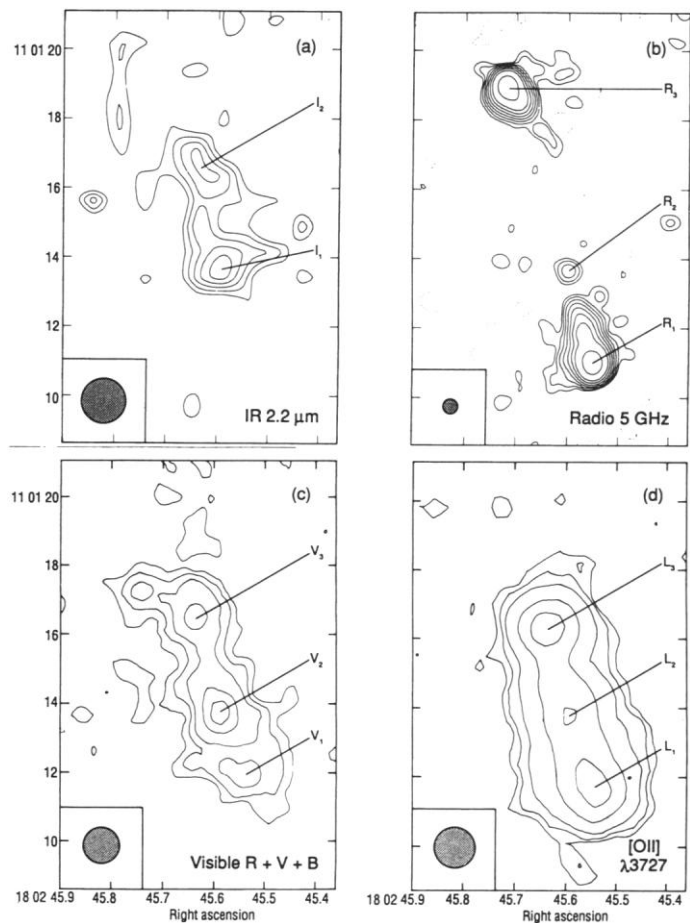 (a)
11 01 20
18
16
14
12
10
I2
I1
IR 2.2 μm
(b)
R3
R2
R1
Radio 5 GHz
(c)
11 01 20
18
16
14
12
10
V3
V2
V1
Visible R + V + B
18 02 45.9 45.8 45.7 45.6 45.5 45.4
Right ascension
(d)
L3
L2
L1
[OII]
λ3727
18 02 45.9 45.8 45.7 45.6 45.5 45.4
Right ascension